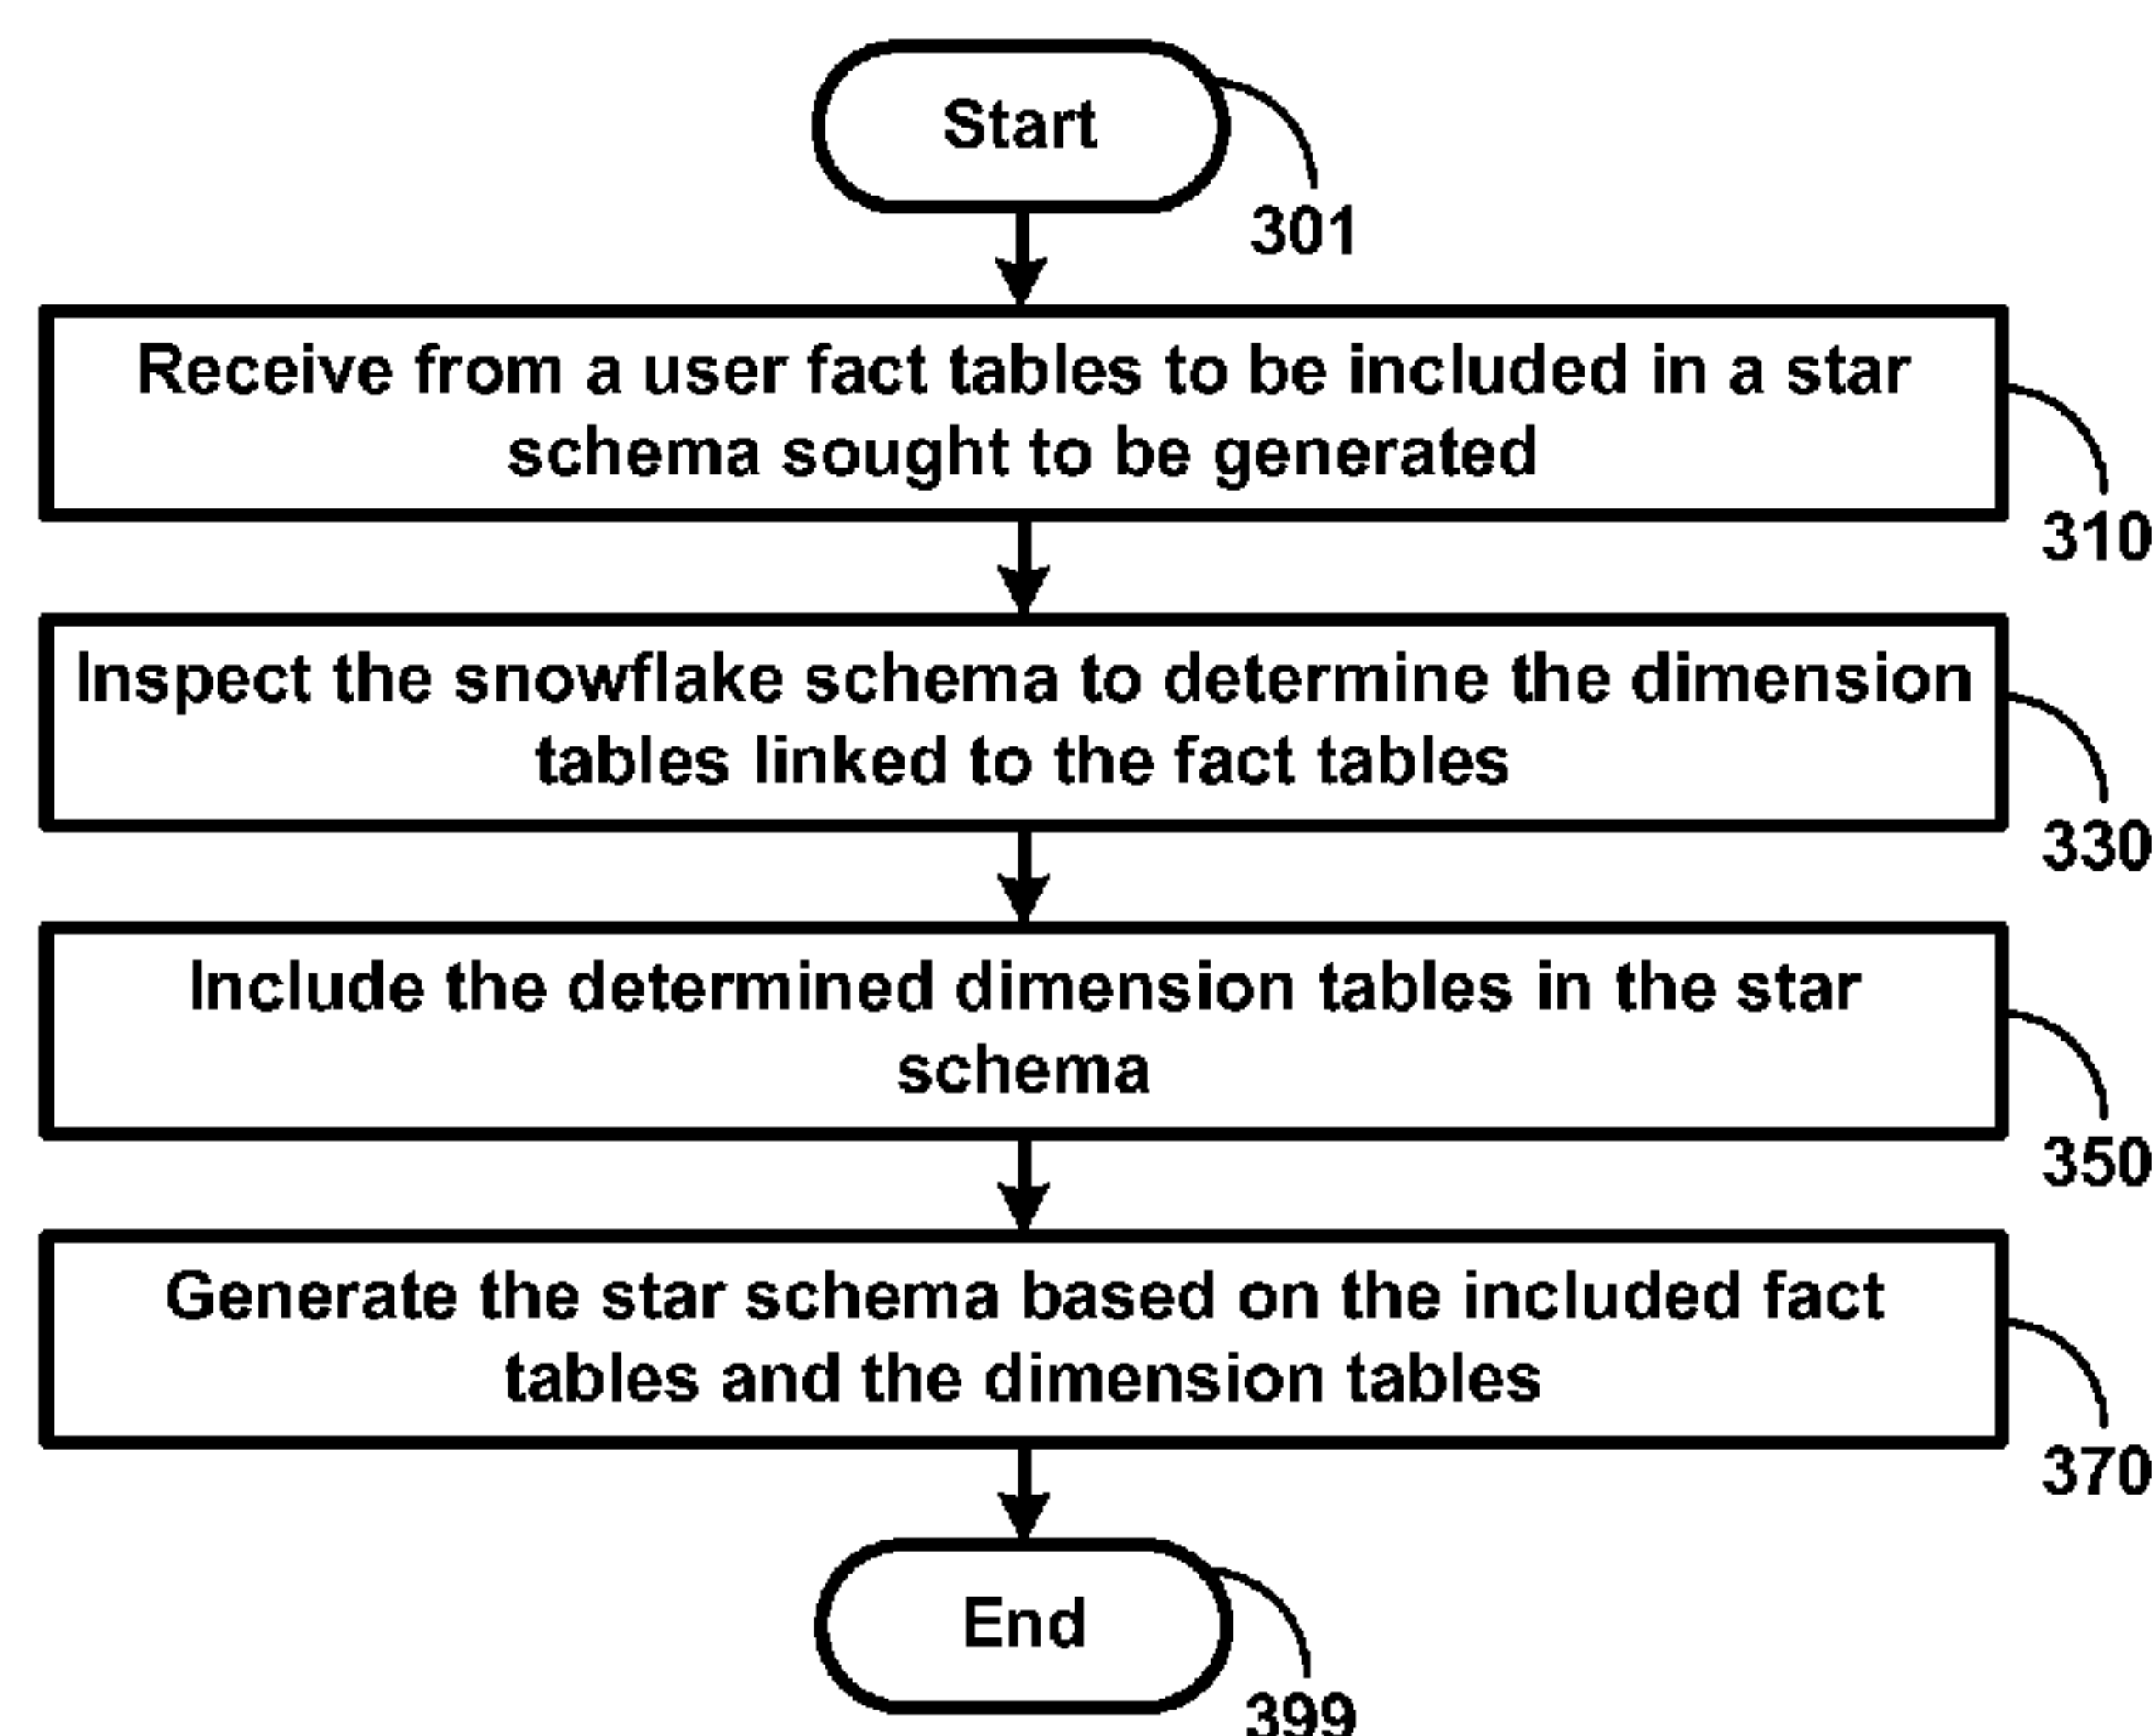 Start
301
Receive from a user fact tables to be included in a star
schema sought to be generated
310
Inspect the snowflake schema to determine the dimension
tables linked to the fact tables
330
Include the determined dimension tables in the star
schema
350
Generate the star schema based on the included fact
tables and the dimension tables
370
End
399